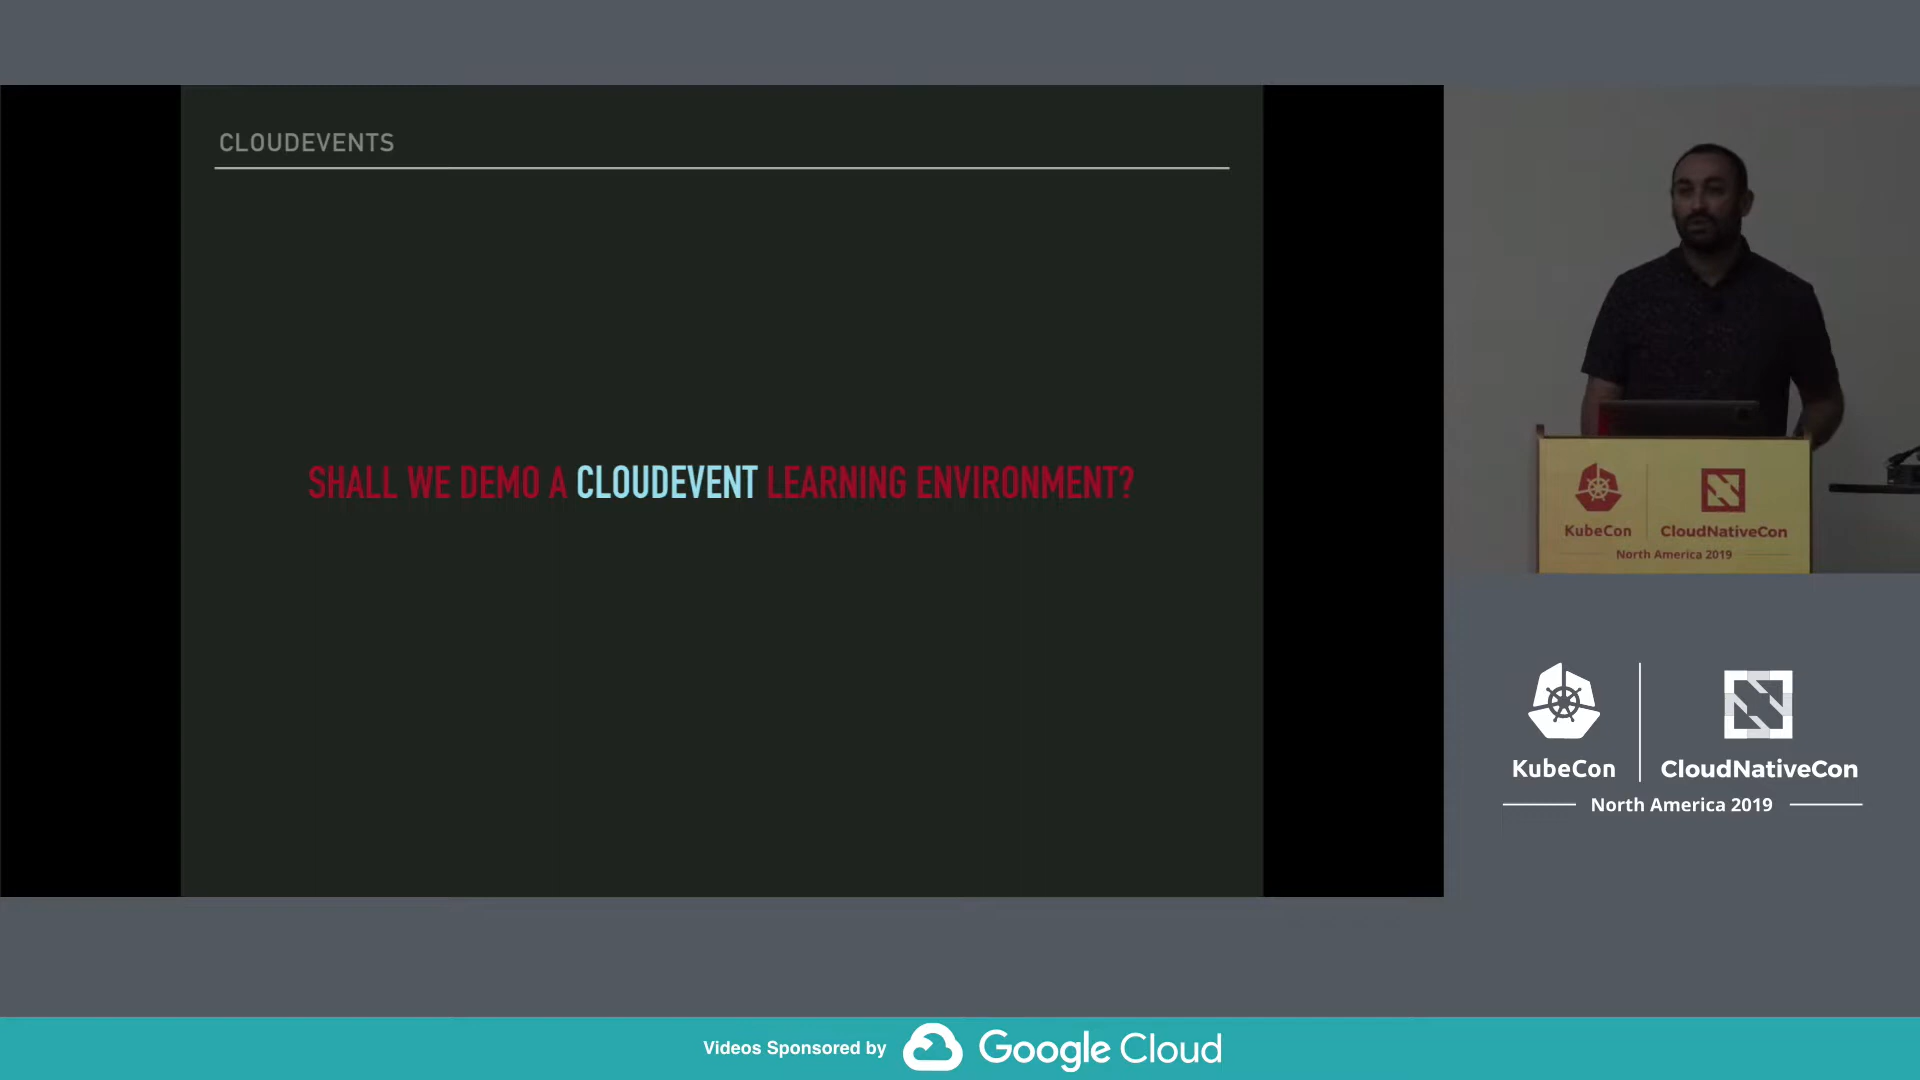 CLOUDEVENTS
SHALL WE DEMO A CLOUDEVENT LEARNING ENVIRONMENT?
KubeCon
CloudNativeCon
North America 2019
KubeCon
CloudNativeCon
North America 2019
Videos Sponsored by Google Cloud